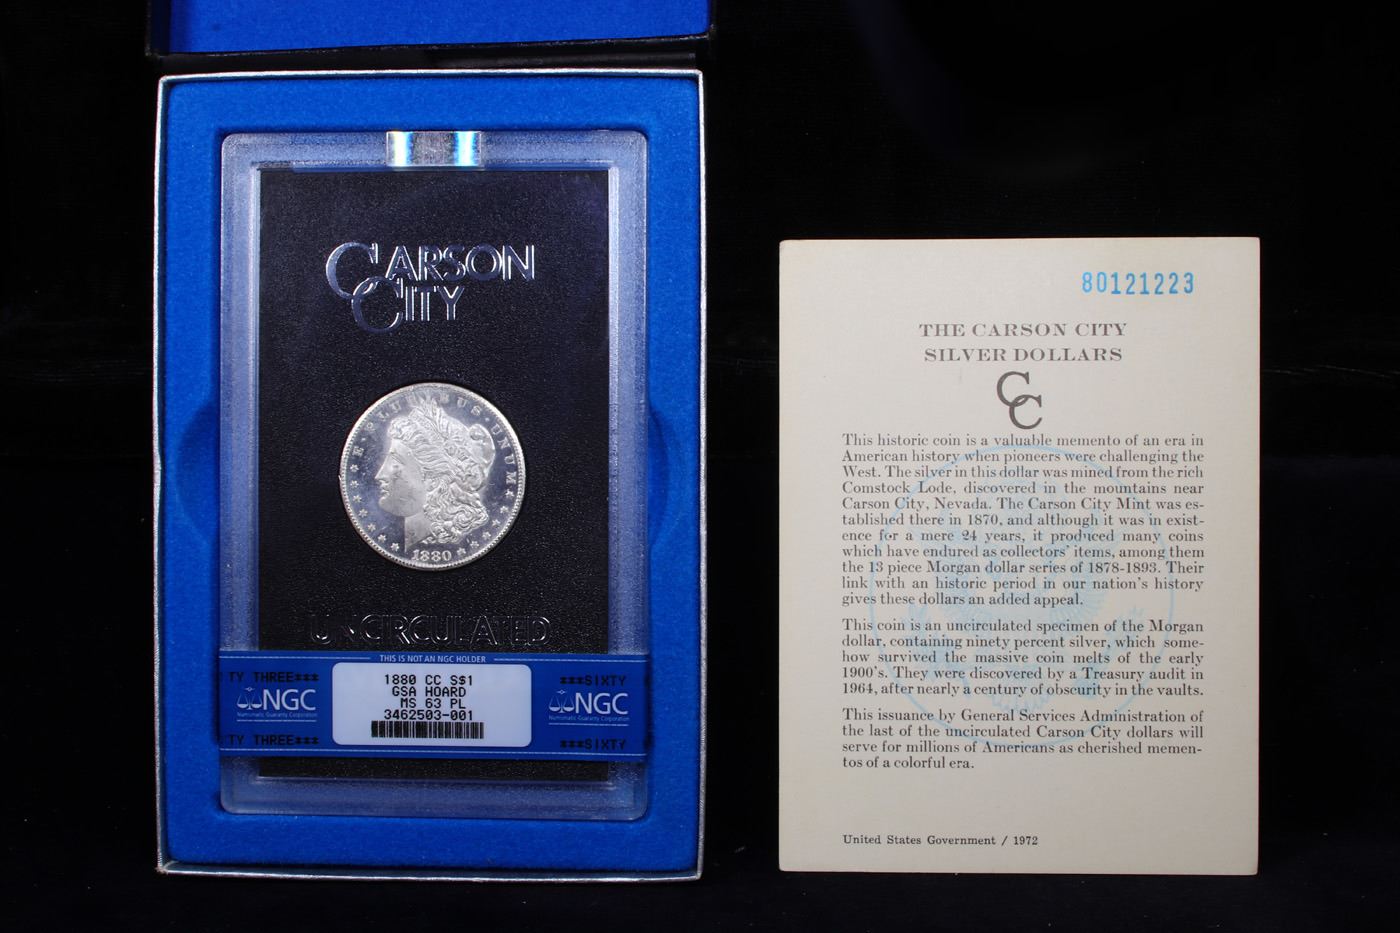 CARSON
CITY
E · PLURIBUS · UNUM
1880
UNCIRCULATED
THIS IS NOT AN NGC HOLDER
TY THREE***
NGC
Numismatic Guaranty Corporation
TY THREE***
1880 CC S$1
GSA HOARD
MS 63 PL
3462503-001
***SIXTY
NGC
Numismatic Guaranty Corporation
***SIXTY
80121223
THE CARSON CITY
SILVER DOLLARS
CC
This historic coin is a valuable memento of an era in
American history when pioneers were challenging the
West. The silver in this dollar was mined from the rich
Comstock Lode, discovered in the mountains near
Carson City, Nevada. The Carson City Mint was es-
tablished there in 1870, and although it was in exist-
ence for a mere 24 years, it produced many coins
which have endured as collectors' items, among them
the 13 piece Morgan dollar series of 1878-1893. Their
link with an historic period in our nation's history
gives these dollars an added appeal.
This coin is an uncirculated specimen of the Morgan
dollar, containing ninety percent silver, which some-
how survived the massive coin melts of the early
1900's. They were discovered by a Treasury audit in
1964, after nearly a century of obscurity in the vaults.
This issuance by General Services Administration of
the last of the uncirculated Carson City dollars will
serve for millions of Americans as cherished memen-
tos of a colorful era.
United States Government / 1972